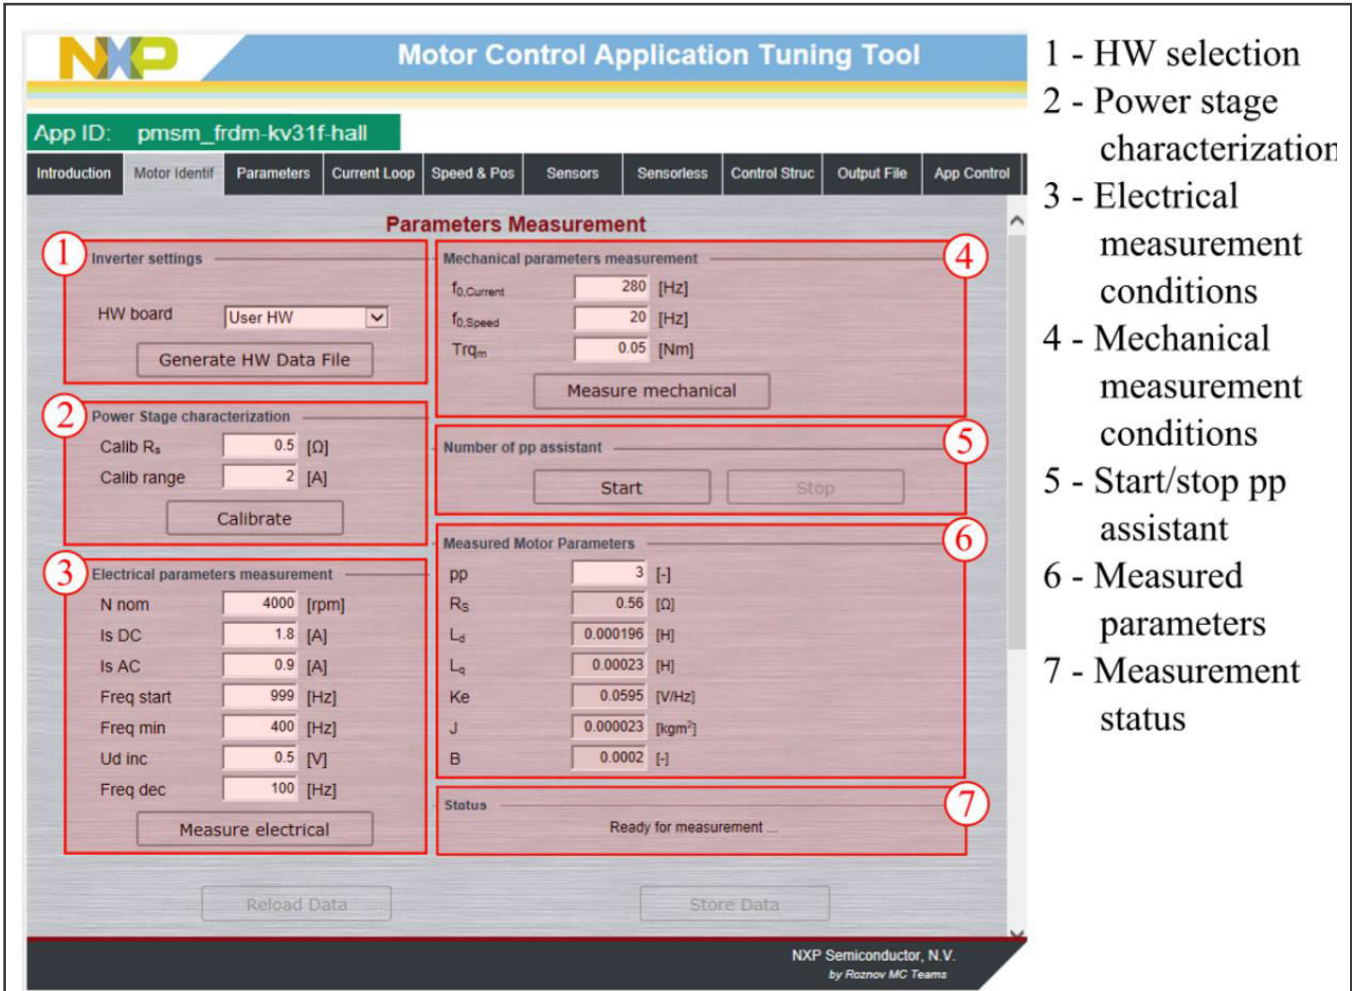 NXP
Motor Control Application Tuning Tool
App ID: pmsm_frdm-kv31f-hall
Introduction Motor Identif Parameters Current Loop Speed & Pos Sensors Sensorless Control Struc Output File App Control
Parameters Measurement
1
Inverter settings
HW board User HW
Generate HW Data File
2
Power Stage characterization
Calib Rs 0.5 [Ω]
Calib range 2 [A]
Calibrate
3
Electrical parameters measurement
N nom 4000 [rpm]
Is DC 1.8 [A]
Is AC 0.9 [A]
Freq start 999 [Hz]
Freq min 400 [Hz]
Ud inc 0.5 [V]
Freq dec 100 [Hz]
Measure electrical
4
Mechanical parameters measurement
f0,Current 280 [Hz]
f0,Speed 20 [Hz]
Trqm 0.05 [Nm]
Measure mechanical
5
Number of pp assistant
Start Stop
6
Measured Motor Parameters
pp 3 [-]
RS 0.56 [Ω]
Ld 0.000196 [H]
Lq 0.00023 [H]
Ke 0.0595 [V/Hz]
J 0.000023 [kgm²]
B 0.0002 [-]
7
Status
Ready for measurement ...
Reload Data Store Data
NXP Semiconductor, N.V.
by Roznov MC Teams
1 - HW selection
2 - Power stage
characterization
3 - Electrical
measurement
conditions
4 - Mechanical
measurement
conditions
5 - Start/stop pp
assistant
6 - Measured
parameters
7 - Measurement
status